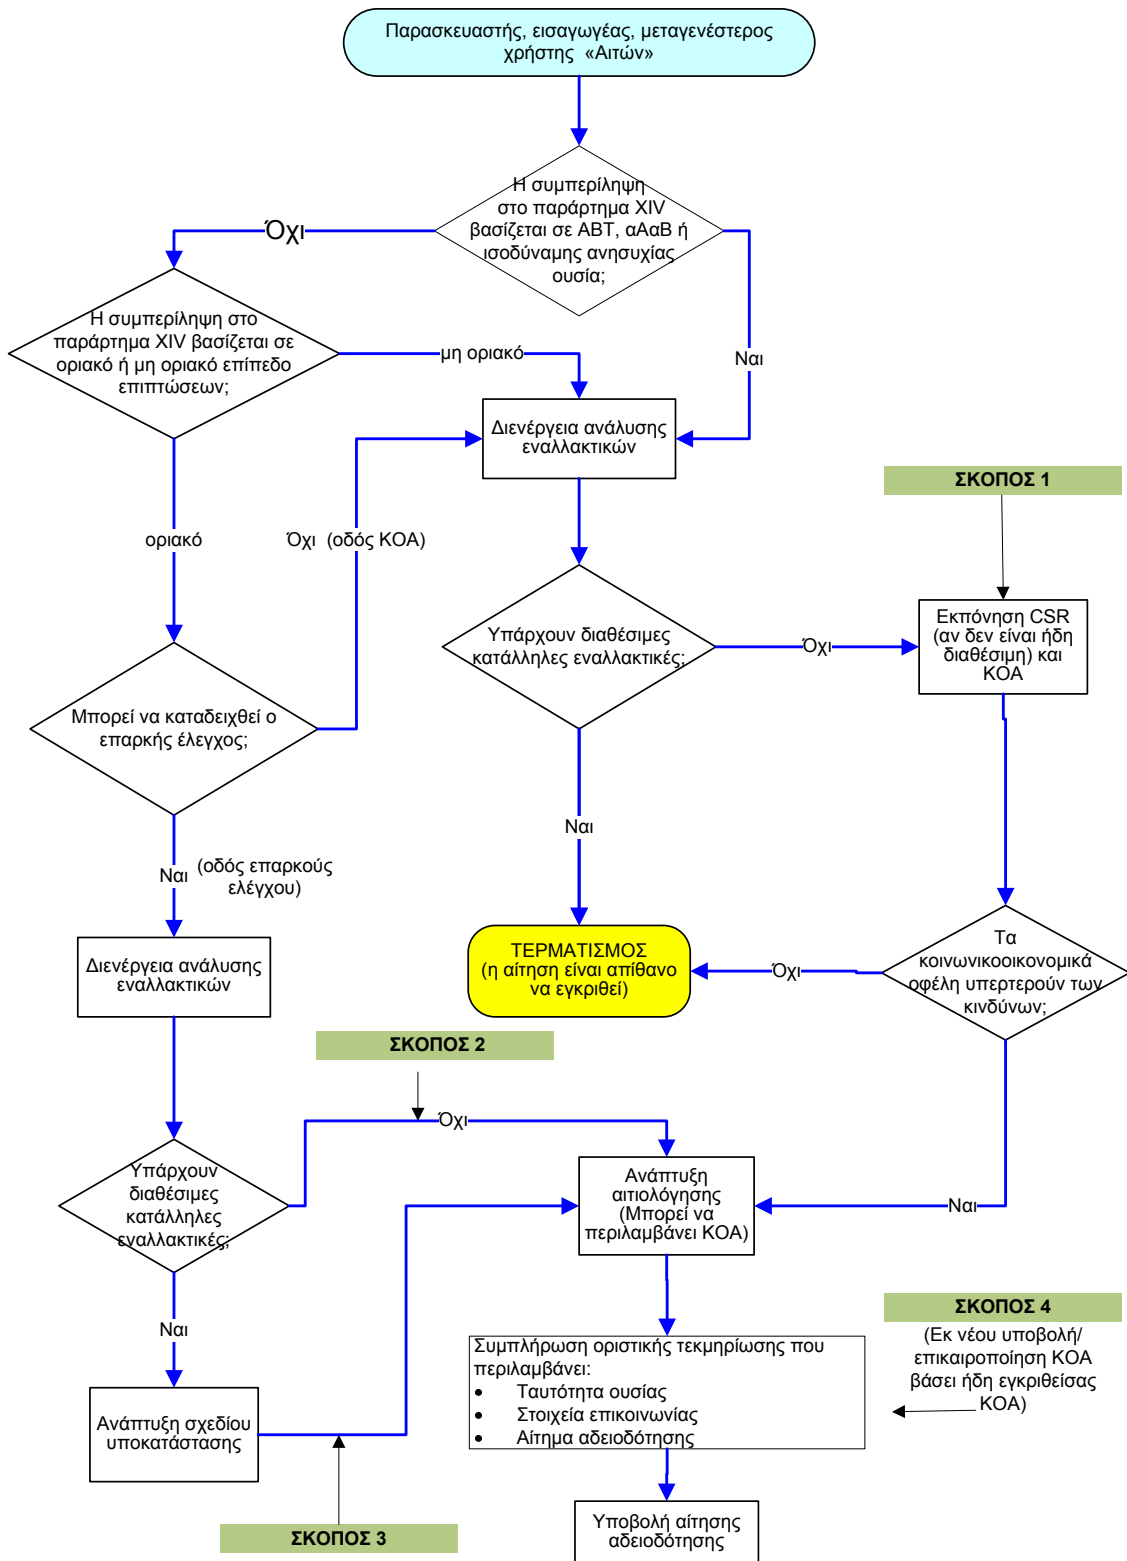 Παρασκευαστής, εισαγωγέας, μεταγενέστερος
χρήστης «Αιτών»
Η συμπερίληψη
στο παράρτημα XIV
βασίζεται σε ΑΒΤ, αΑαΒ ή
ισοδύναμης ανησυχίας
ουσία;
Όχι
Ναι
Η συμπερίληψη στο
παράρτημα XIV βασίζεται σε
οριακό ή μη οριακό επίπεδο
επιπτώσεων;
μη οριακό
Διενέργεια ανάλυσης
εναλλακτικών
ΣΚΟΠΟΣ 1
οριακό
Όχι (οδός ΚΟΑ)
Εκπόνηση CSR
(αν δεν είναι ήδη
διαθέσιμη) και
ΚΟΑ
Υπάρχουν διαθέσιμες
κατάλληλες εναλλακτικές;
Όχι
Μπορεί να καταδειχθεί ο
επαρκής έλεγχος;
Ναι
Ναι
(οδός επαρκούς
ελέγχου)
Διενέργεια ανάλυσης
εναλλακτικών
ΤΕΡΜΑΤΙΣΜΟΣ
(η αίτηση είναι απίθανο
να εγκριθεί)
Όχι
Τα
κοινωνικοοικονομικά
οφέλη υπερτερούν των
κινδύνων;
ΣΚΟΠΟΣ 2
Όχι
Υπάρχουν
διαθέσιμες
κατάλληλες
εναλλακτικές;
Ανάπτυξη
αιτιολόγησης
(Μπορεί να
περιλαμβάνει ΚΟΑ)
Ναι
Ναι
ΣΚΟΠΟΣ 4
(Εκ νέου υποβολή/
επικαιροποίηση ΚΟΑ
βάσει ήδη εγκριθείσας
ΚΟΑ)
Συμπλήρωση οριστικής τεκμηρίωσης που
περιλαμβάνει:
• Ταυτότητα ουσίας
• Στοιχεία επικοινωνίας
• Αίτημα αδειοδότησης
Ανάπτυξη σχεδίου
υποκατάστασης
ΣΚΟΠΟΣ 3
Υποβολή αίτησης
αδειοδότησης